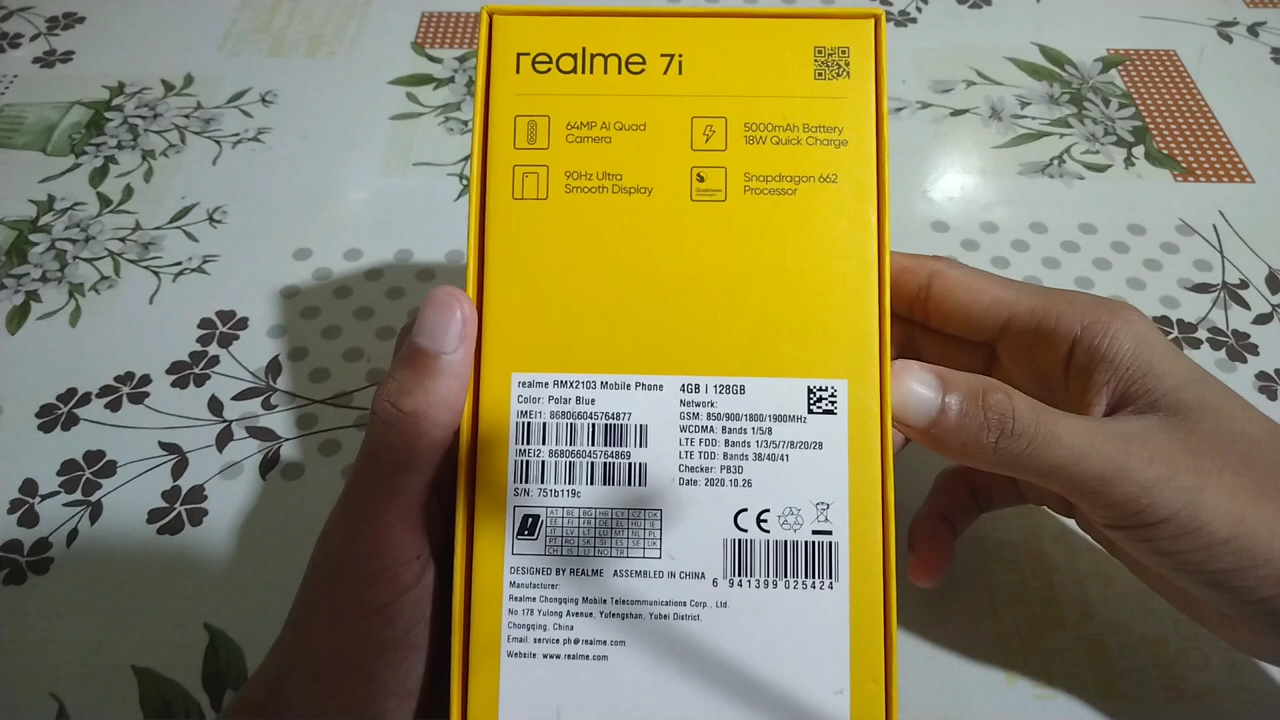 realme 7i
64MP AI Quad
Camera
5000mAh Battery
18W Quick Charge
90Hz Ultra
Smooth Display
Snapdragon 662
Processor
Qualcomm
realme RMX2103 Mobile Phone
Color: Polar Blue
IMEI1: 868066045764877
IMEI2: 868066045764869
S/N: 751b119c
4GB | 128GB
Network:
GSM: 850/900/1800/1900MHz
WCDMA: Bands 1/5/8
LTE FDD: Bands 1/3/5/7/8/20/28
LTE TDD: Bands 38/40/41
Checker: PB3D
Date: 2020.10.26
AT BE BG HR CY CZ DK
EE FI FR DE EL HU IE
IT LV LT LU MT NL PL
PT RO SK SI ES SE UK
CH IS LI NO TR
CE
6 941399 025424
DESIGNED BY REALME ASSEMBLED IN CHINA
Manufacturer:
Realme Chongqing Mobile Telecommunications Corp., Ltd.
No.178 Yulong Avenue, Yufengshan, Yubei District,
Chongqing, China
Email: service.ph@realme.com
Website: www.realme.com